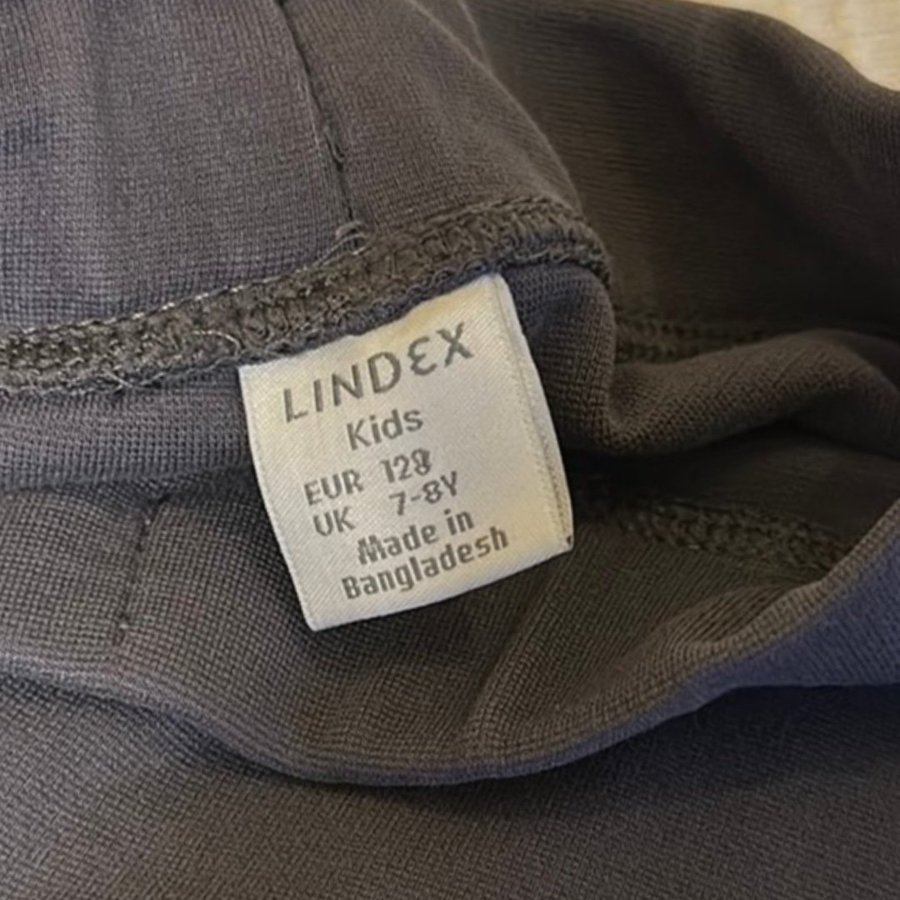 LINDEX
Kids
EUR 128
UK 7-8Y
Made in
Bangladesh